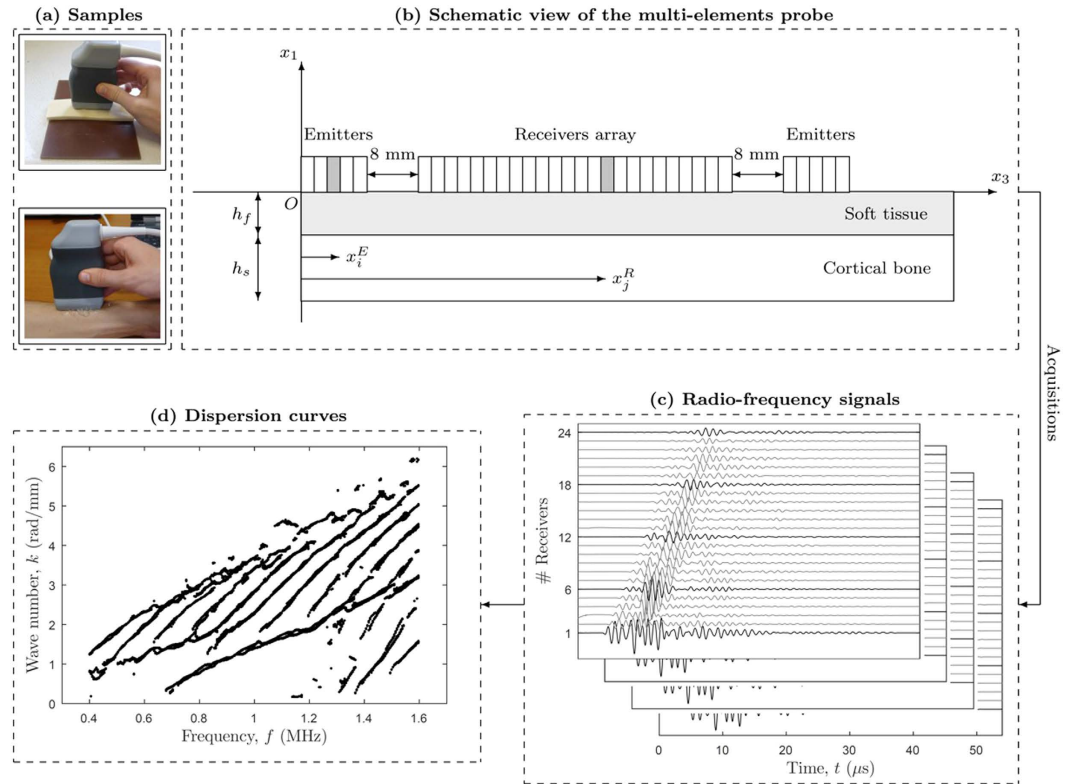 (a) Samples
(b) Schematic view of the multi-elements probe
x₁
Emitters
Receivers array
Emitters
8 mm
8 mm
x₃
O
h_f
Soft tissue
h_s
x_i^E
Cortical bone
x_j^R
Acquisitions
(c) Radio-frequency signals
# Receivers
24
18
12
6
1
0 10 20 30 40 50
Time, t (μs)
(d) Dispersion curves
Wave number, k (rad/mm)
6
5
4
3
2
1
0
0.4 0.6 0.8 1 1.2 1.4 1.6
Frequency, f (MHz)